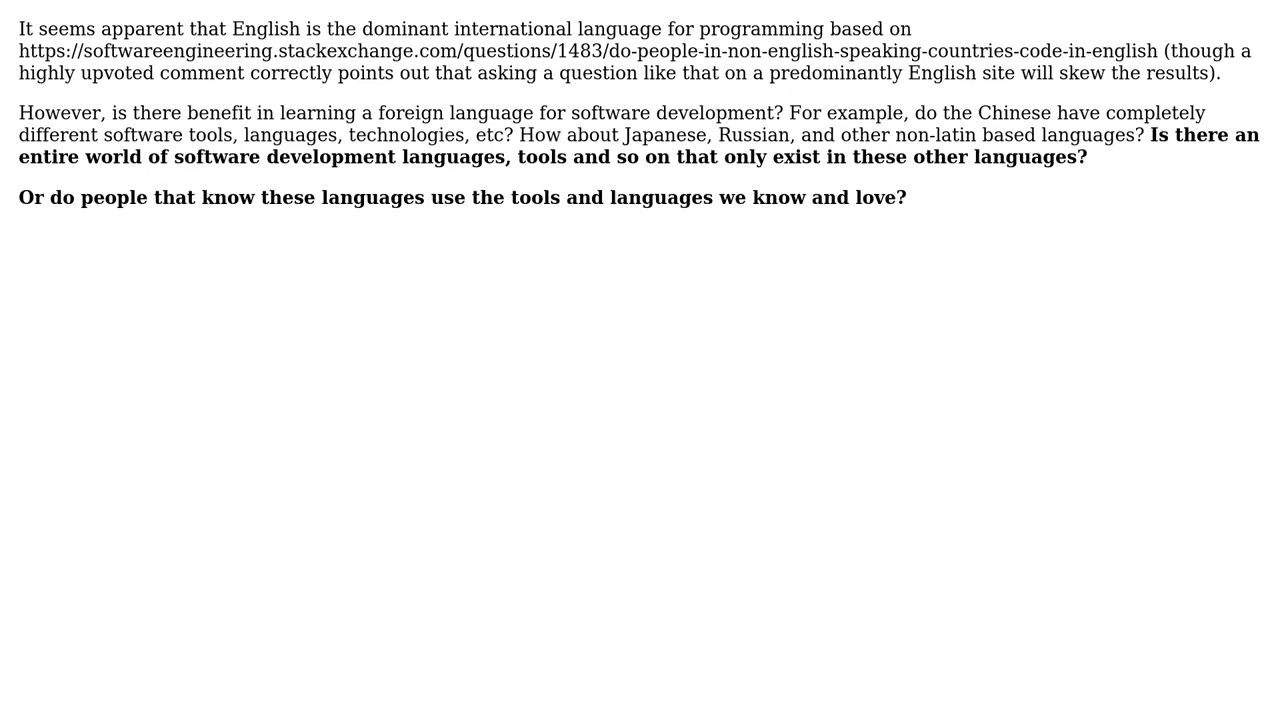 It seems apparent that English is the dominant international language for programming based on
https://softwareengineering.stackexchange.com/questions/1483/do-people-in-non-english-speaking-countries-code-in-english (though a
highly upvoted comment correctly points out that asking a question like that on a predominantly English site will skew the results).
However, is there benefit in learning a foreign language for software development? For example, do the Chinese have completely
different software tools, languages, technologies, etc? How about Japanese, Russian, and other non-latin based languages? Is there an
entire world of software development languages, tools and so on that only exist in these other languages?
Or do people that know these languages use the tools and languages we know and love?